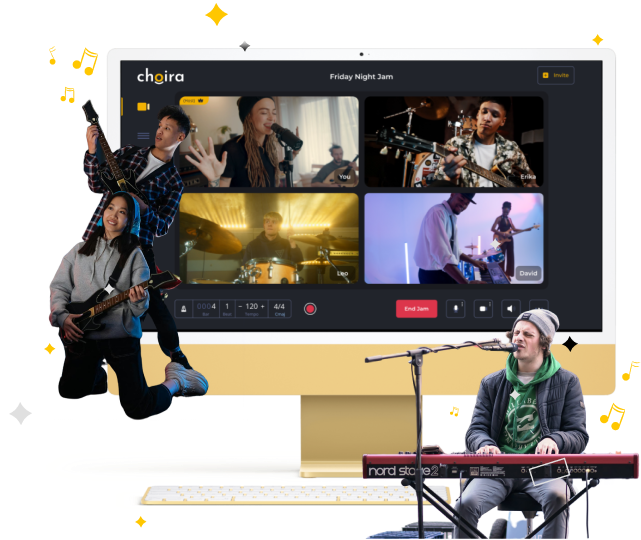 choira
Friday Night Jam
Invite
Host
You
Erika
Leo
David
0004 1 - 120 + 4/4
Bar Beat Tempo
End Jam
nord stage 2